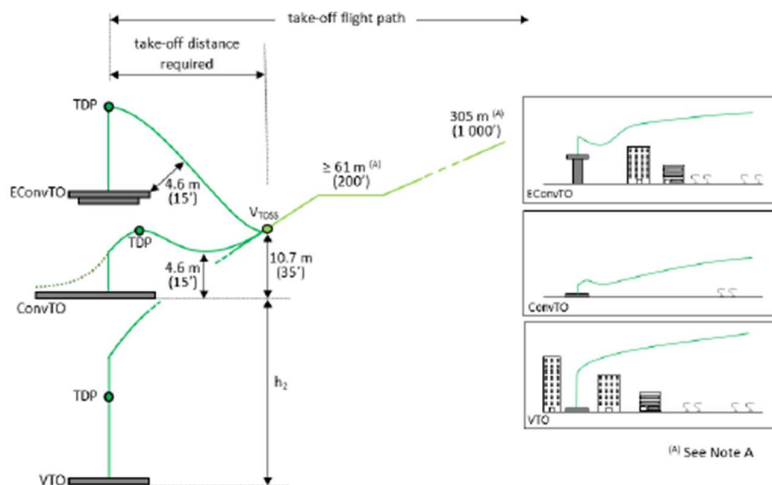 take-off flight path
take-off distance
required
TDP
305 m (A)
(1 000')
≥ 61 m (A)
(200')
4.6 m
(15')
EConvTO
V_TOSS
TDP
4.6 m
(15')
10.7 m
(35')
ConvTO
h₂
TDP
VTO
EConvTO
ConvTO
VTO
(A) See Note A